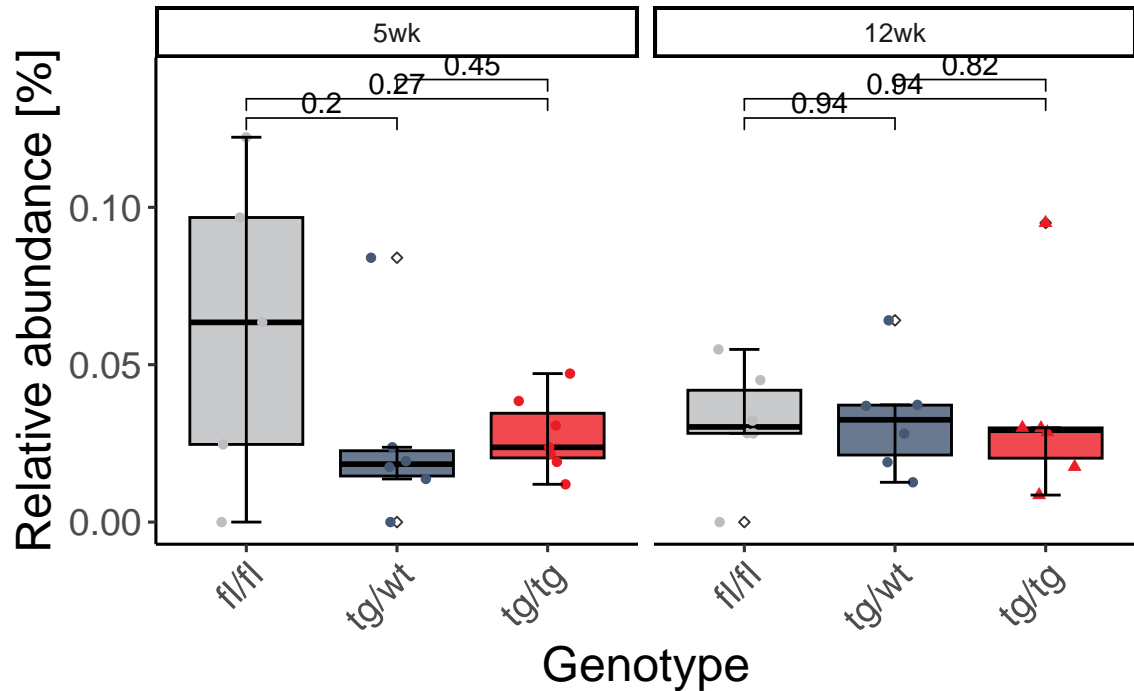 5wk
12wk
0.45
0.27
0.2
0.82
0.94
0.94
Relative abundance [%]
0.10
0.05
0.00
fl/fl
tg/wt
tg/tg
fl/fl
tg/wt
tg/tg
Genotype